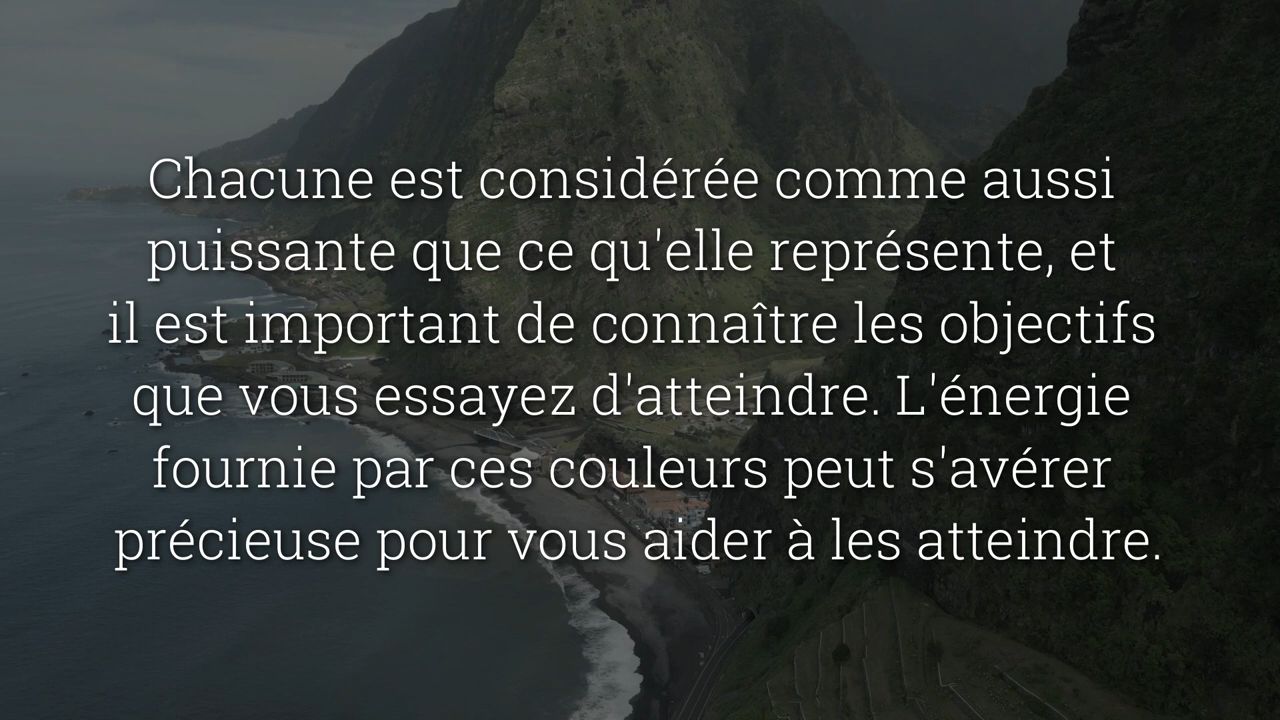 Chacune est considérée comme aussi
puissante que ce qu'elle représente, et
il est important de connaître les objectifs
que vous essayez d'atteindre. L'énergie
fournie par ces couleurs peut s'avérer
précieuse pour vous aider à les atteindre.